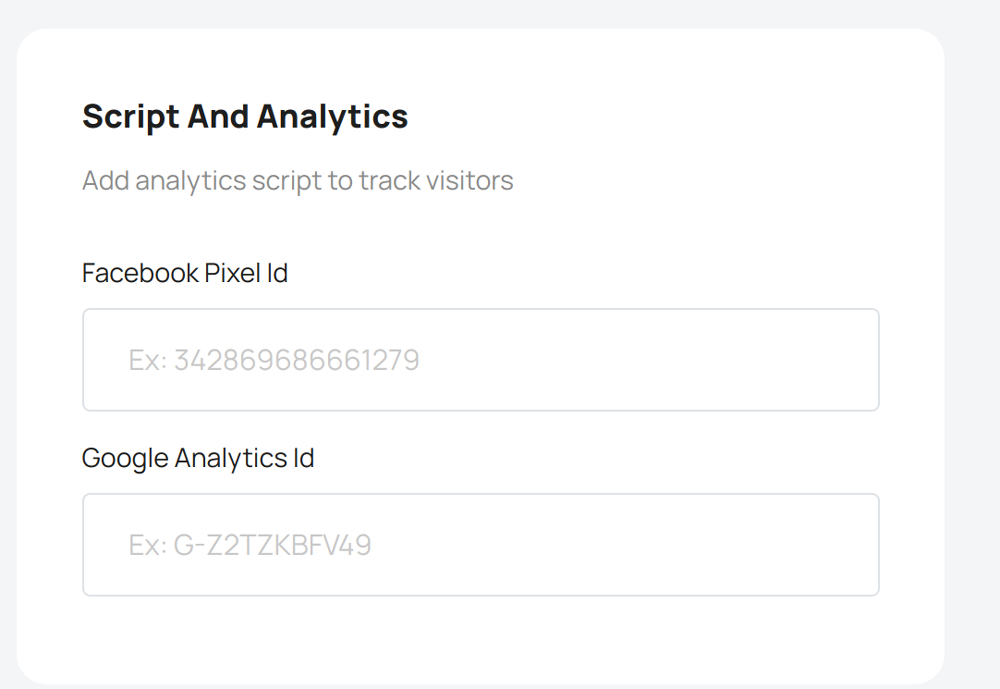 Script And Analytics
Add analytics script to track visitors
Facebook Pixel Id
Ex: 342869686661279
Google Analytics Id
Ex: G-Z2TZKBFV49